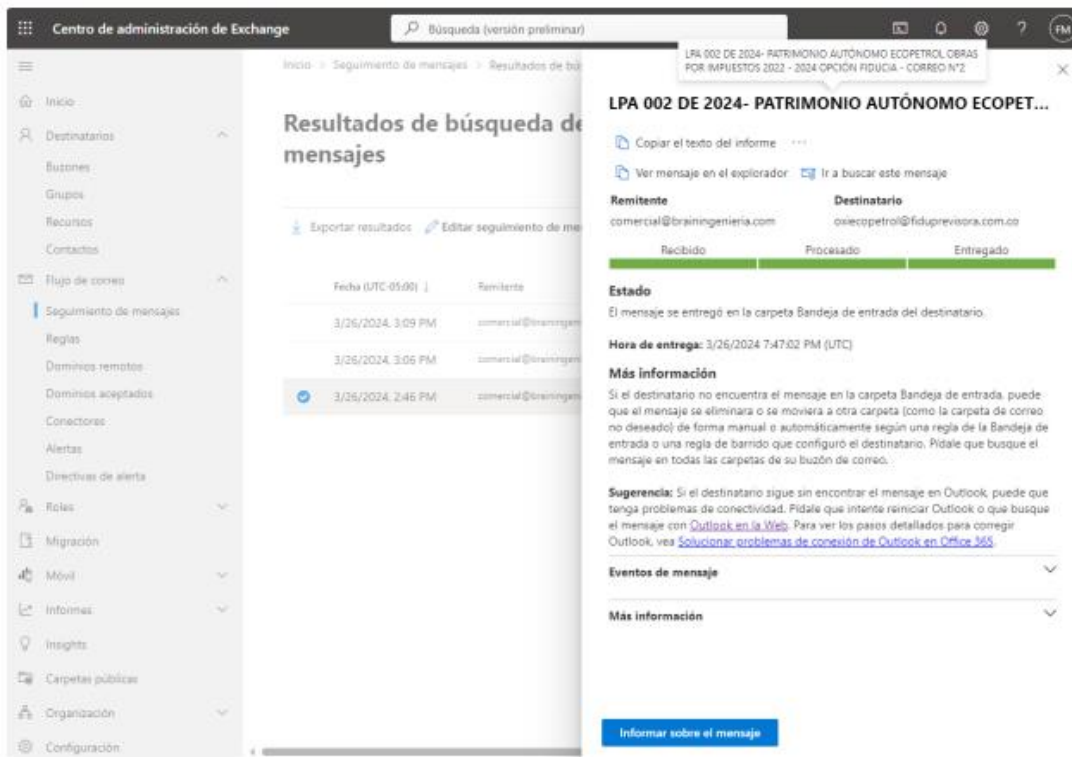 Centro de administración de Exchange
Búsqueda (versión preliminar)
?
FM
LPA 002 DE 2024- PATRIMONIO AUTÓNOMO ECOPETROL OBRAS
POR IMPUESTOS 2022 - 2024 OPCIÓN FIDUCIA - CORREO N°2
Inicio > Seguimiento de mensajes > Resultados de bú
Inicio
Destinatarios
Buzones
Grupos
Recursos
Contactos
Flujo de correo
Seguimiento de mensajes
Reglas
Dominios remotos
Dominios aceptados
Conectores
Alertas
Directivas de alerta
Roles
Migración
Móvil
Informes
Insights
Carpetas públicas
Organización
Configuración
Resultados de búsqueda de
mensajes
Exportar resultados
Editar seguimiento de me
Fecha (UTC-05:00) ↓
Remitente
3/26/2024, 3:09 PM
comercial@brainingeni
3/26/2024, 3:06 PM
comercial@brainingeni
3/26/2024, 2:46 PM
comercial@brainingeni
LPA 002 DE 2024- PATRIMONIO AUTÓNOMO ECOPET...
Copiar el texto del informe ...
Ver mensaje en el explorador
Ir a buscar este mensaje
Remitente
Destinatario
comercial@brainingenieria.com
oxiecopetrol@fiduprevisora.com.co
Recibido
Procesado
Entregado
Estado
El mensaje se entregó en la carpeta Bandeja de entrada del destinatario.
Hora de entrega: 3/26/2024 7:47:02 PM (UTC)
Más información
Si el destinatario no encuentra el mensaje en la carpeta Bandeja de entrada, puede
que el mensaje se eliminara o se moviera a otra carpeta (como la carpeta de correo
no deseado) de forma manual o automáticamente según una regla de la Bandeja de
entrada o una regla de barrido que configuró el destinatario. Pídale que busque el
mensaje en todas las carpetas de su buzón de correo.
Sugerencia: Si el destinatario sigue sin encontrar el mensaje en Outlook, puede que
tenga problemas de conectividad. Pídale que intente reiniciar Outlook o que busque
el mensaje con Outlook en la Web. Para ver los pasos detallados para corregir
Outlook, vea Solucionar problemas de conexión de Outlook en Office 365.
Eventos de mensaje
Más información
Informar sobre el mensaje